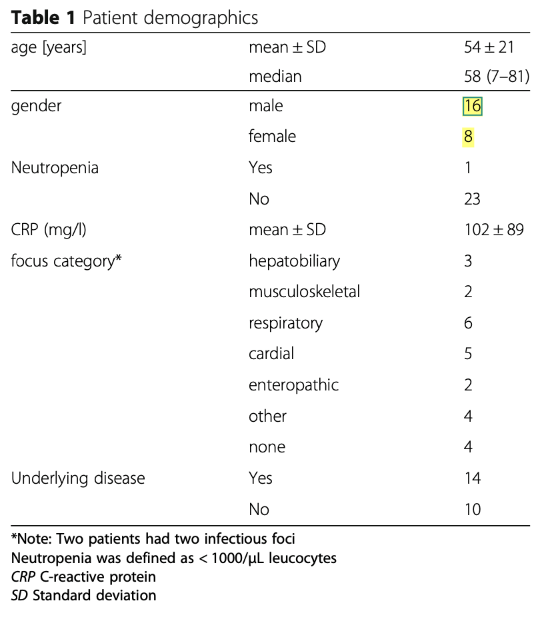 Table 1 Patient demographics
age [years] mean ± SD 54 ± 21
median 58 (7–81)
gender male 16
female 8
Neutropenia Yes 1
No 23
CRP (mg/l) mean ± SD 102 ± 89
focus category* hepatobiliary 3
musculoskeletal 2
respiratory 6
cardial 5
enteropathic 2
other 4
none 4
Underlying disease Yes 14
No 10
*Note: Two patients had two infectious foci
Neutropenia was defined as < 1000/μL leucocytes
CRP C-reactive protein
SD Standard deviation